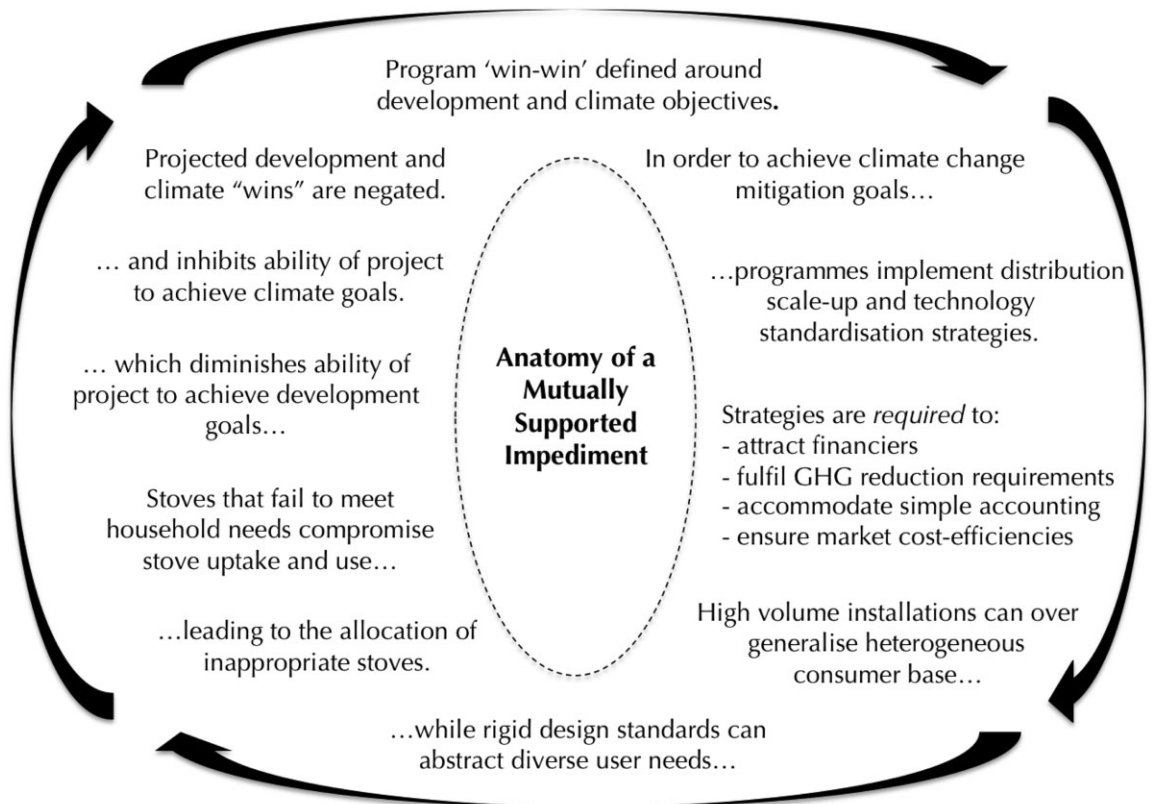 Program ‘win-win’ defined around
development and climate objectives.
In order to achieve climate change
mitigation goals…
…programmes implement distribution
scale-up and technology
standardisation strategies.
Strategies are required to:
- attract financiers
- fulfil GHG reduction requirements
- accommodate simple accounting
- ensure market cost-efficiencies
High volume installations can over
generalise heterogeneous
consumer base…
…while rigid design standards can
abstract diverse user needs…
…leading to the allocation of
inappropriate stoves.
Stoves that fail to meet
household needs compromise
stove uptake and use…
… which diminishes ability of
project to achieve development
goals…
… and inhibits ability of project
to achieve climate goals.
Projected development and
climate “wins” are negated.
Anatomy of a
Mutually
Supported
Impediment